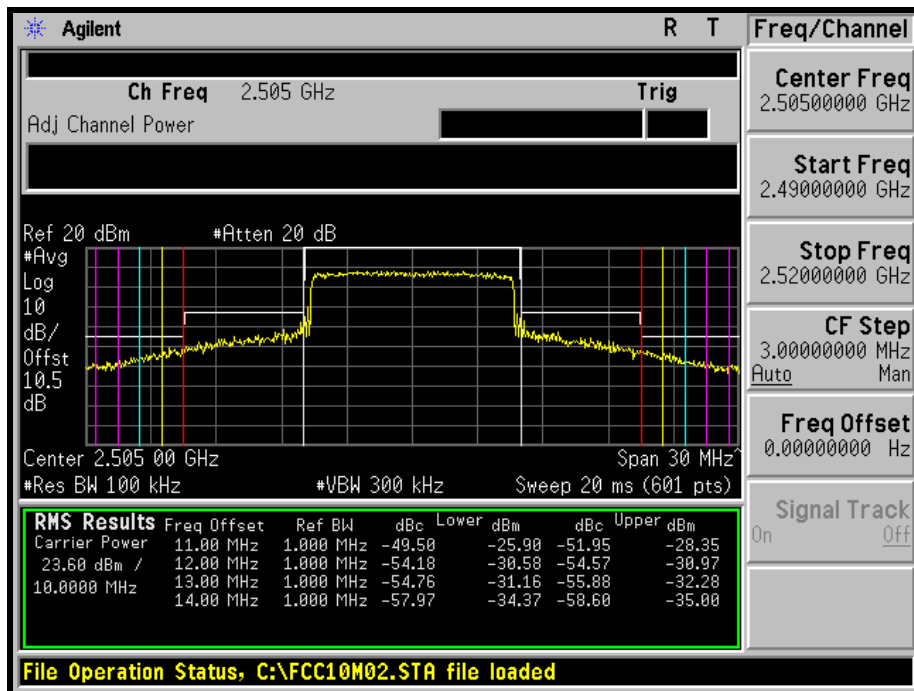 Agilent R T
Ch Freq 2.505 GHz Trig
Adj Channel Power
Ref 20 dBm #Atten 20 dB
#Avg
Log
10
dB/
Offst
10.5
dB
Center 2.505 00 GHz Span 30 MHz^
#Res BW 100 kHz #VBW 300 kHz Sweep 20 ms (601 pts)
RMS Results Freq Offset Ref BW dBc Lower dBm dBc Upper dBm
Carrier Power 11.00 MHz 1.000 MHz -49.50 -25.90 -51.95 -28.35
23.60 dBm / 12.00 MHz 1.000 MHz -54.18 -30.58 -54.57 -30.97
10.0000 MHz 13.00 MHz 1.000 MHz -54.76 -31.16 -55.88 -32.28
14.00 MHz 1.000 MHz -57.97 -34.37 -58.60 -35.00
File Operation Status, C:\FCC10M02.STA file loaded
Freq/Channel
Center Freq
2.50500000 GHz
Start Freq
2.49000000 GHz
Stop Freq
2.52000000 GHz
CF Step
3.00000000 MHz
Auto Man
Freq Offset
0.00000000 Hz
Signal Track
On Off